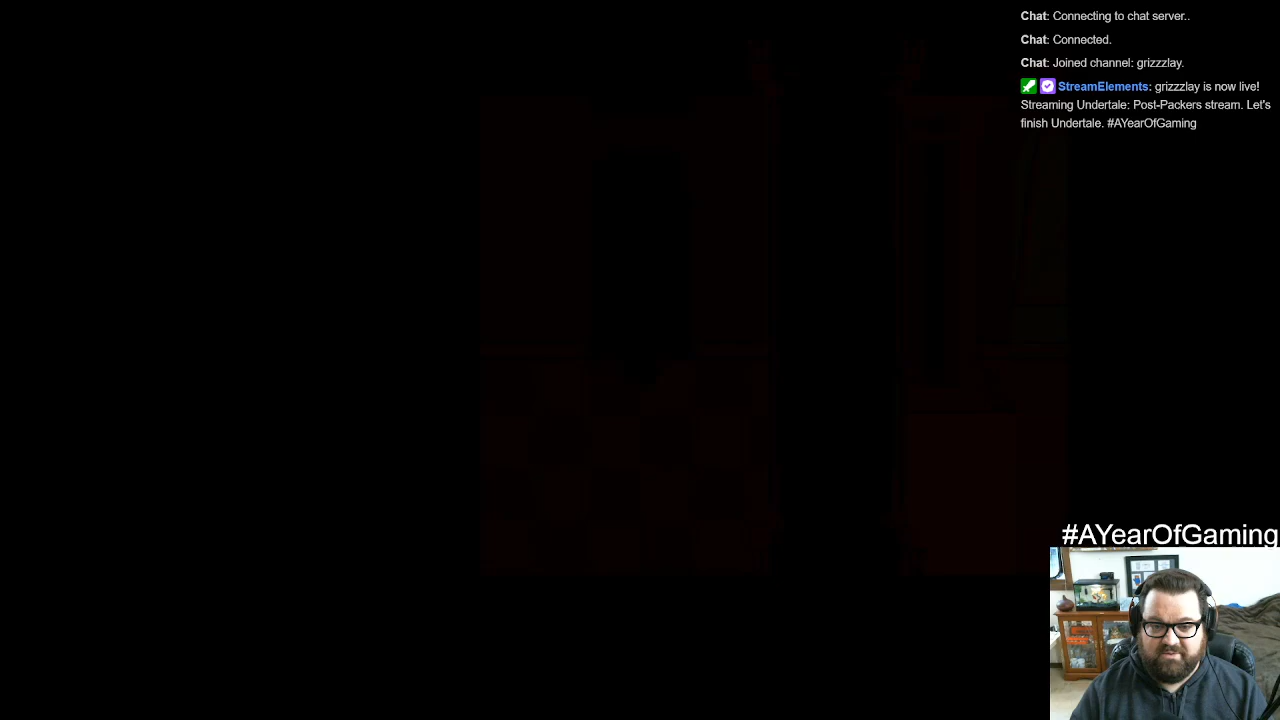 Chat: Connecting to chat server..
Chat: Connected.
Chat: Joined channel: grizzzlay.
StreamElements: grizzzlay is now live!
Streaming Undertale: Post-Packers stream. Let's
finish Undertale. #AYearOfGaming
#AYearOfGaming